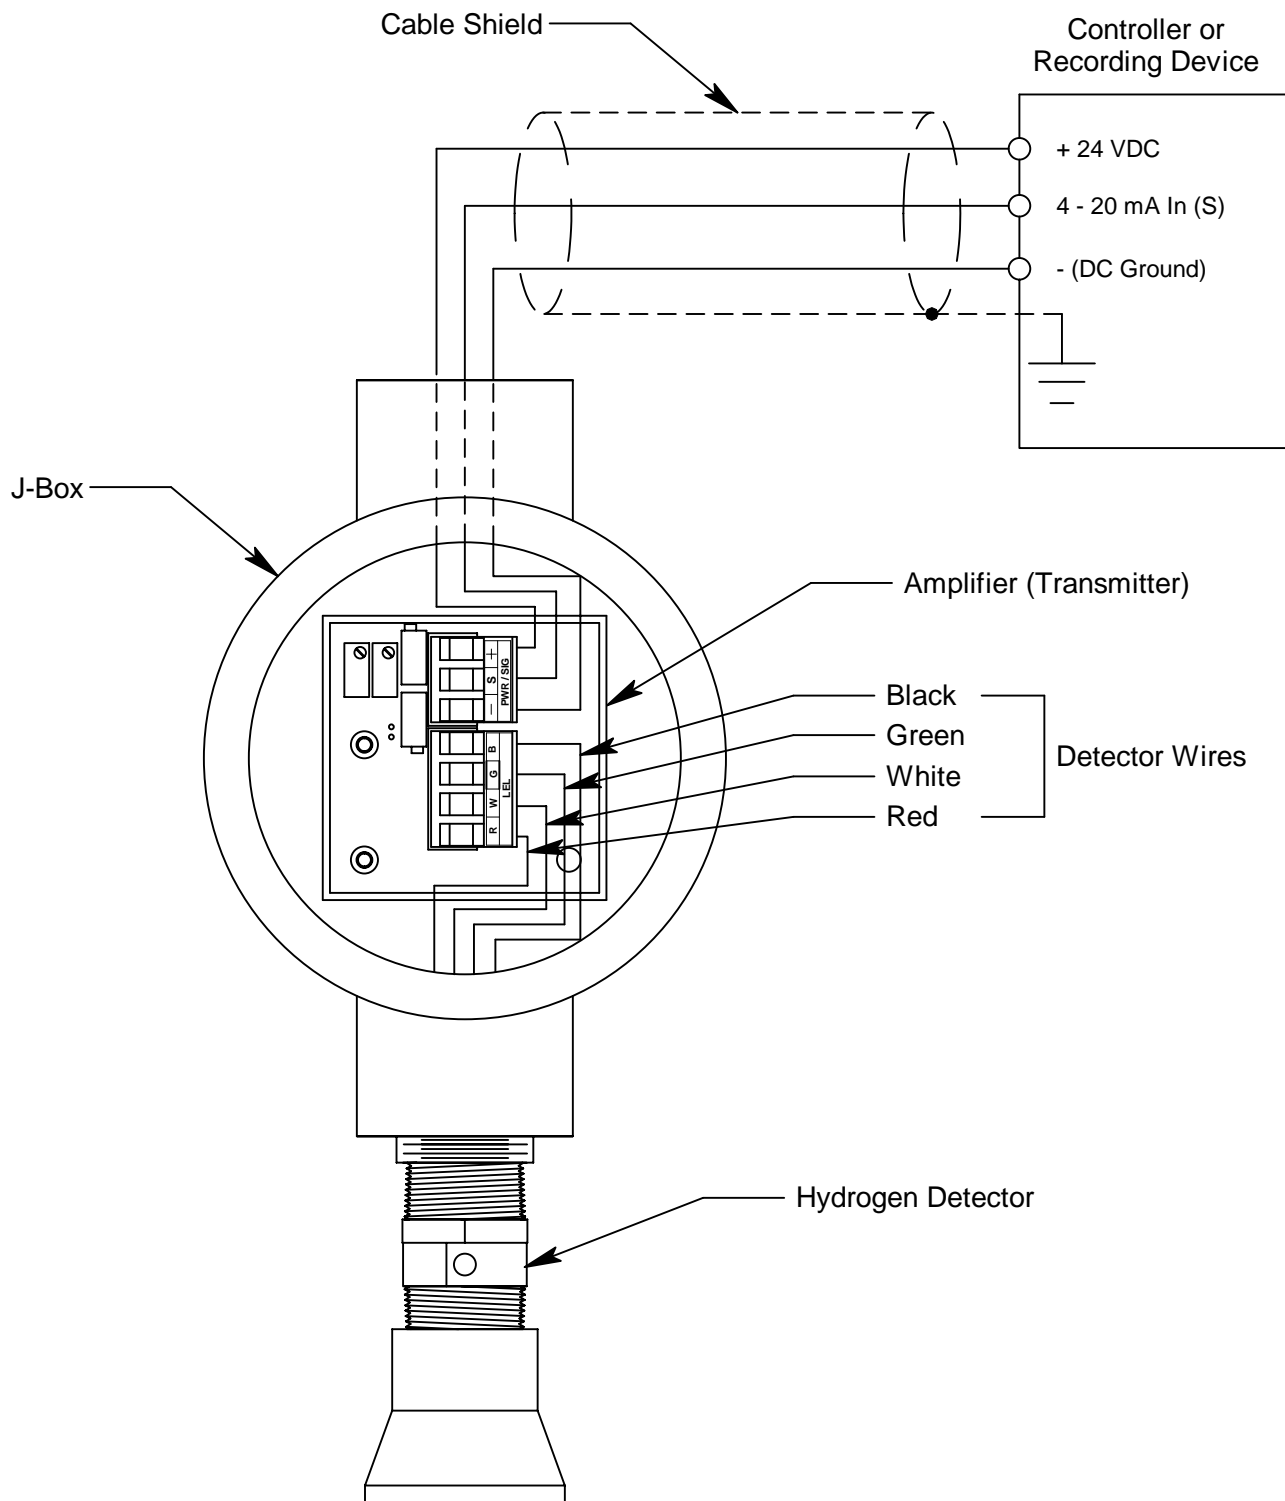 Cable Shield
Controller or
Recording Device
+ 24 VDC
4 - 20 mA In (S)
- (DC Ground)
J-Box
Amplifier (Transmitter)
+
S
−
PWR / SIG
Black
Green
White
Red
Detector Wires
B
G
W
R
LEL
Hydrogen Detector